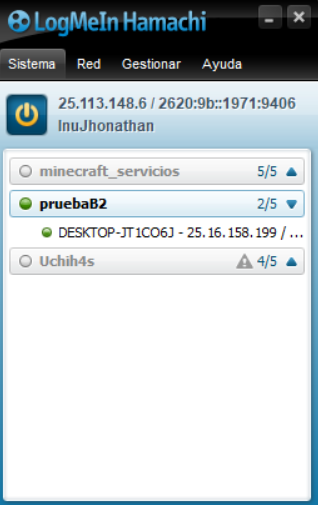 LogMeIn Hamachi
Sistema Red Gestionar Ayuda
25.113.148.6 / 2620:9b::1971:9406
InuJhonathan
minecraft_servicios 5/5
pruebaB2 2/5
DESKTOP-JT1CO6J - 25.16.158.199 / ...
Uchih4s 4/5